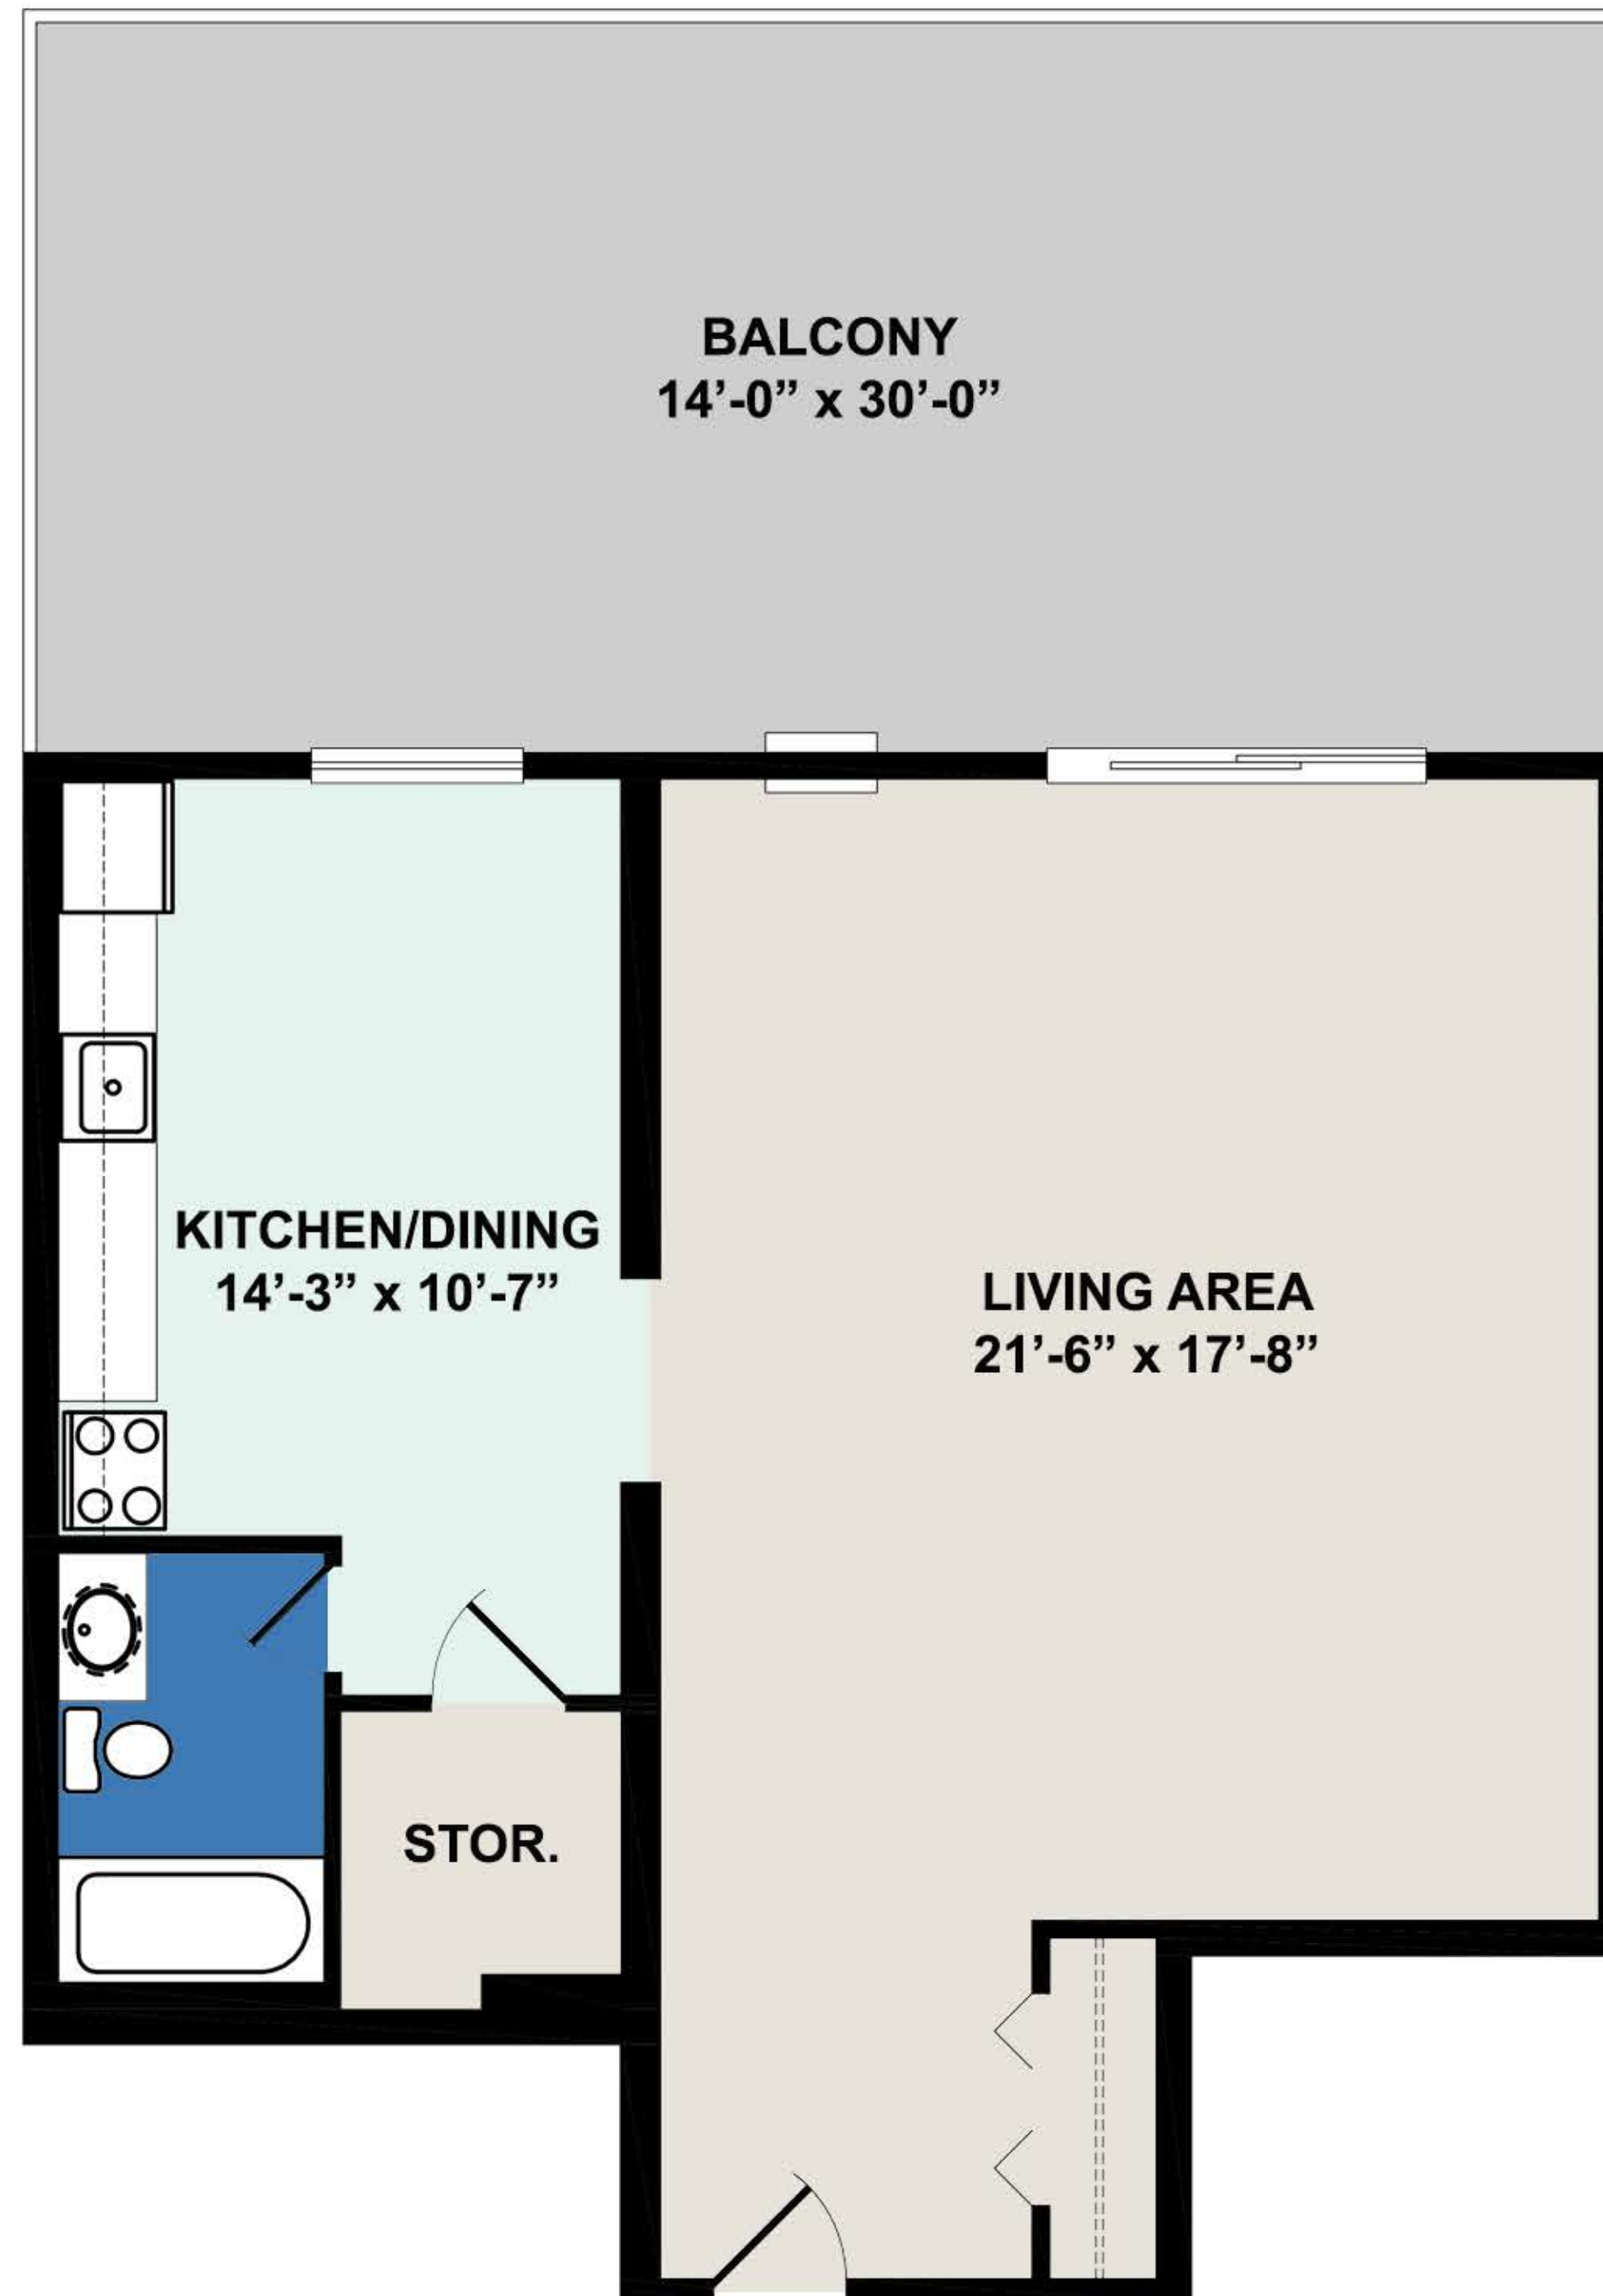 BALCONY
14’-0” x 30’-0”
KITCHEN/DINING
14’-3” x 10’-7”
LIVING AREA
21’-6” x 17’-8”
STOR.